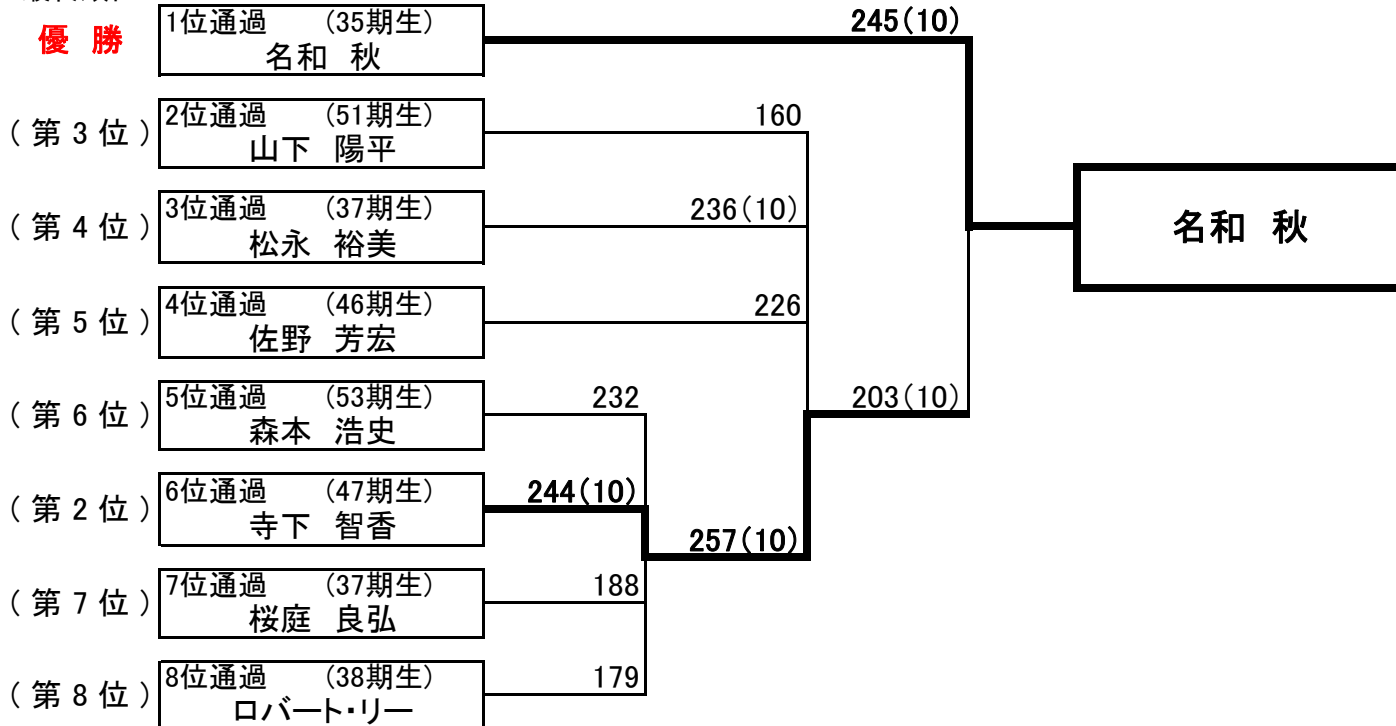 1位通過 (35期生) 245(10)
優 勝
名和 秋
2位通過 (51期生) 160
(第3位)
山下 陽平
3位通過 (37期生) 236(10)
(第4位)
松永 裕美
名和 秋
4位通過 (46期生) 226
(第5位)
佐野 芳宏
5位通過 (53期生) 232 203(10)
(第6位)
森本 浩史
6位通過 (47期生) 244(10)
(第2位)
寺下 智香
257(10)
7位通過 (37期生) 188
(第7位)
桜庭 良弘
8位通過 (38期生) 179
(第8位)
ロバート・リー